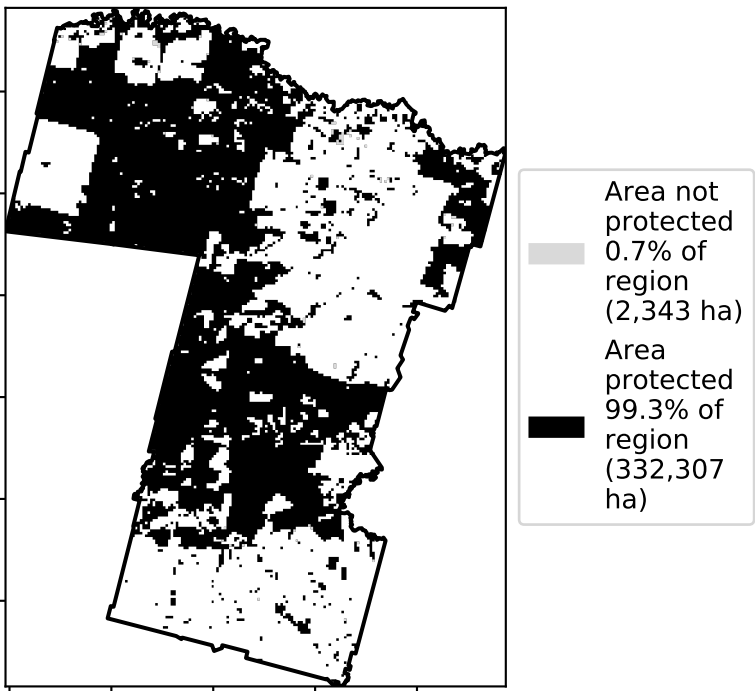 Area not
protected
0.7% of
region
(2,343 ha)
Area
protected
99.3% of
region
(332,307
ha)